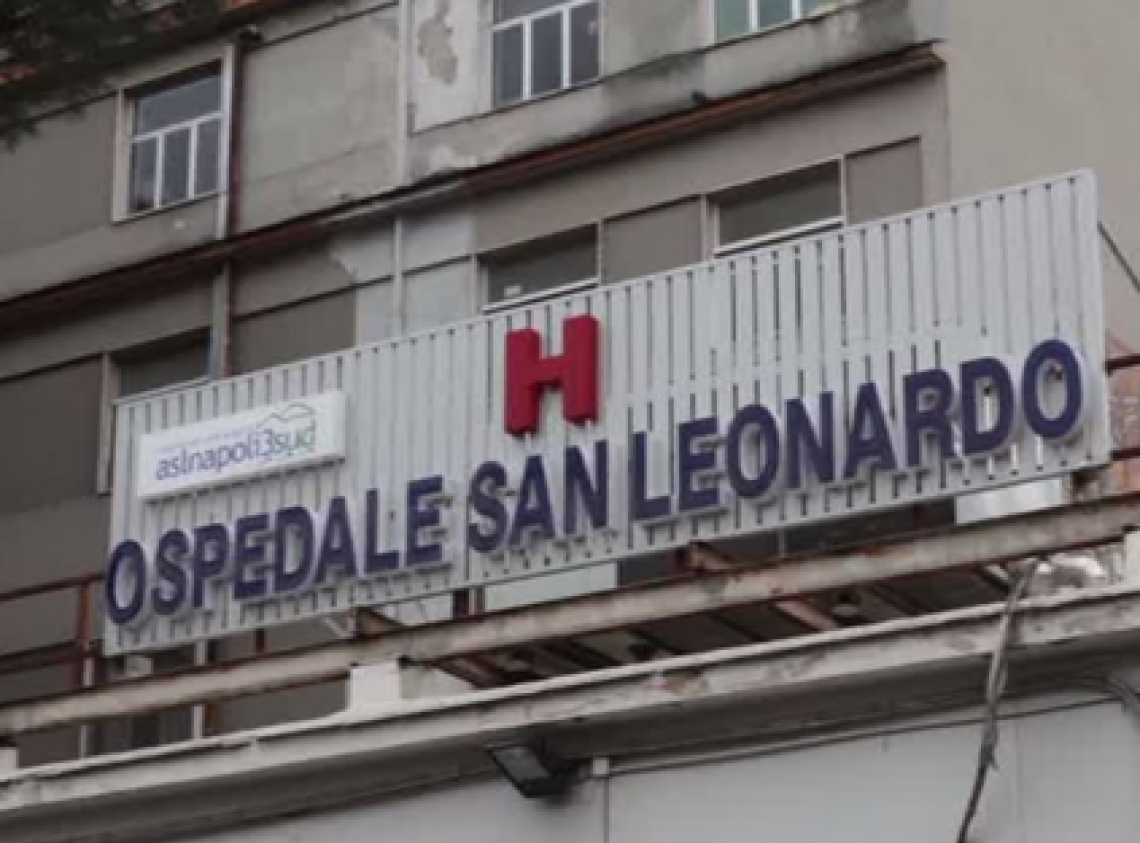 H
aslnapoli3sud
OSPEDALE SAN LEONARDO